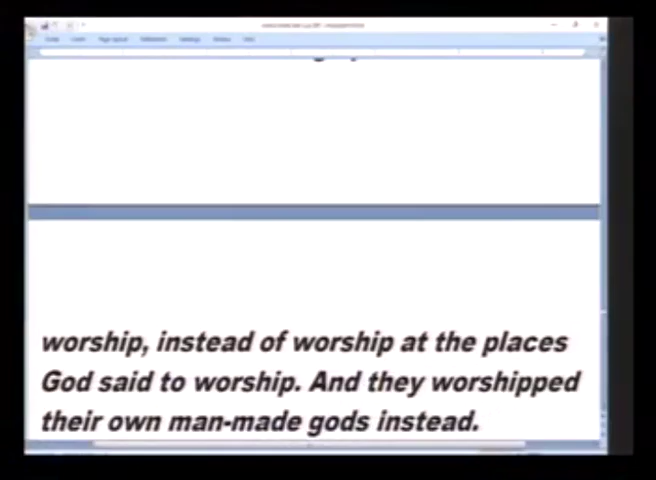 worship, instead of worship at the places
God said to worship. And they worshipped
their own man-made gods instead.